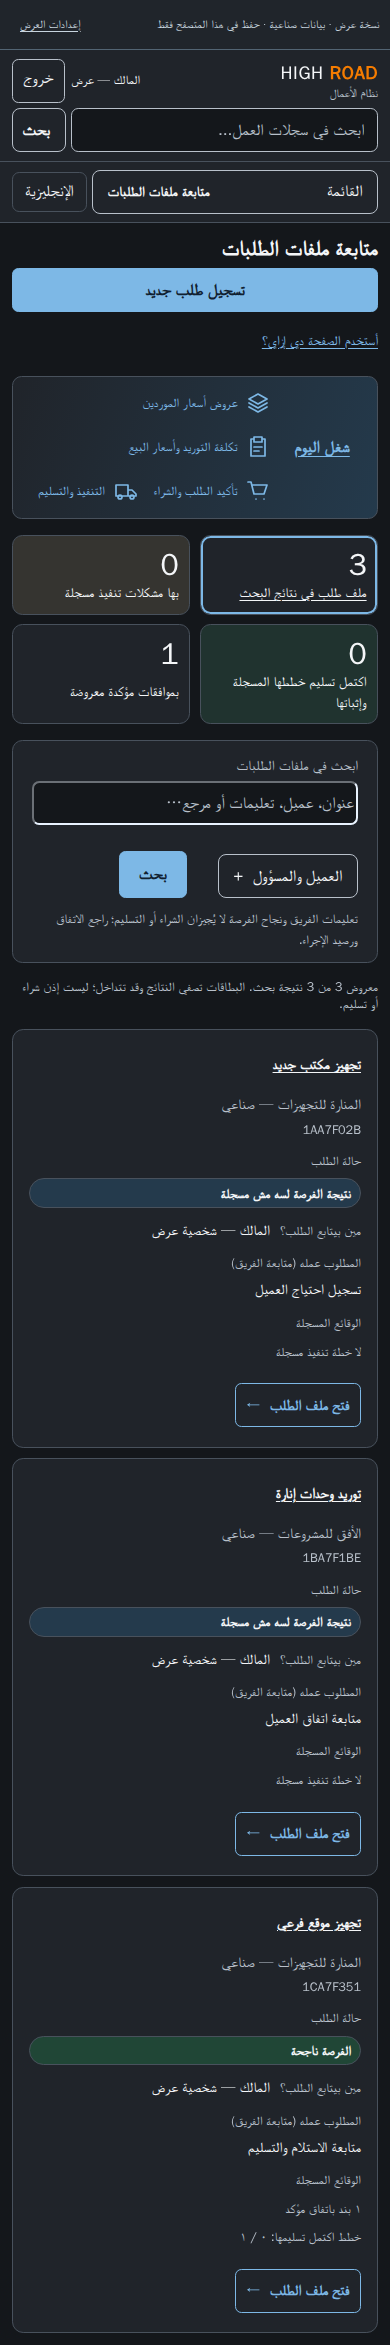 نسخة عرض · بيانات صناعية · حفظ في هذا المتصفح فقط
إعدادات العرض
HIGH ROAD
نظام الأعمال
المالك — عرض
خروج
ابحث في سجلات العمل...
بحث
القائمة
متابعة ملفات الطلبات
الإنجليزية
متابعة ملفات الطلبات
تسجيل طلب جديد
أستخدم الصفحة دي إزاي؟
شغل اليوم
عروض أسعار الموردين
تكلفة التوريد وأسعار البيع
تأكيد الطلب والشراء
التنفيذ والتسليم
3
ملف طلب في نتائج البحث
0
بها مشكلات تنفيذ مسجلة
0
اكتمل تسليم خططها المسجلة
وإثباتها
1
بموافقات مؤكدة معروضة
ابحث في ملفات الطلبات
عنوان، عميل، تعليمات أو مرجع…
العميل والمسؤول +
بحث
تعليمات الفريق ونجاح الفرصة لا يُجيزان الشراء أو التسليم؛ راجع الاتفاق
ورصيد الإجراء.
معروض 3 من 3 نتيجة بحث. البطاقات تصفي النتائج وقد تتداخل؛ ليست إذن شراء
أو تسليم.
تجهيز مكتب جديد
المنارة للتجهيزات — صناعي
1AA7F02B
حالة الطلب
نتيجة الفرصة لسه مش مسجلة
مين بيتابع الطلب؟ المالك — شخصية عرض
المطلوب عمله (متابعة الفريق)
تسجيل احتياج العميل
الوقائع المسجلة
لا خطة تنفيذ مسجلة
فتح ملف الطلب ←
توريد وحدات إنارة
الأفق للمشروعات — صناعي
1BA7F1BE
حالة الطلب
نتيجة الفرصة لسه مش مسجلة
مين بيتابع الطلب؟ المالك — شخصية عرض
المطلوب عمله (متابعة الفريق)
متابعة اتفاق العميل
الوقائع المسجلة
لا خطة تنفيذ مسجلة
فتح ملف الطلب ←
تجهيز موقع فرعي
المنارة للتجهيزات — صناعي
1CA7F351
حالة الطلب
الفرصة ناجحة
مين بيتابع الطلب؟ المالك — شخصية عرض
المطلوب عمله (متابعة الفريق)
متابعة الاستلام والتسليم
الوقائع المسجلة
١ بند باتفاق مؤكد
خطط اكتمل تسليمها: ٠ / ١
فتح ملف الطلب ←